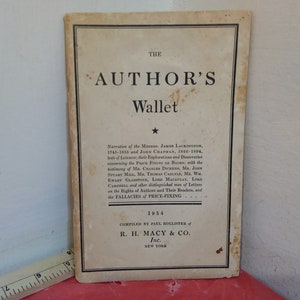 THE
AUTHOR'S
Wallet
Narrative of the Messrs. James Lackington,
1745-1815 and John Chapman, 1822-1894,
both of London: their Explorations and Discoveries
concerning the Price Fixing of Books: with the
testimony of Mr. Charles Dickens, Mr. John
Stuart Mill, Mr. Thomas Carlyle, Mr. Wm.
Ewart Gladstone, Lord Macaulay, Lord
Campbell, and other distinguished men of Letters
on the Rights of Authors and Their Readers, and
the FALLACIES of PRICE-FIXING
1934
COMPILED BY PAUL HOLLISTER of
R. H. MACY & CO.
Inc.
NEW YORK